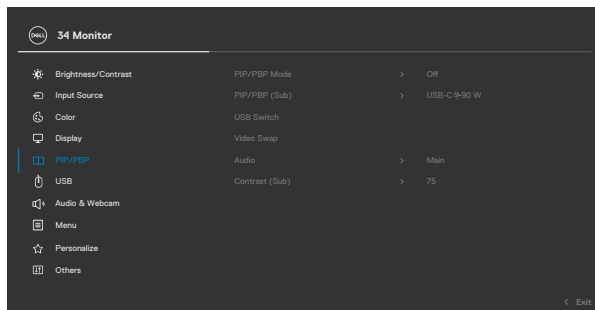 DELL 34 Monitor
Brightness/Contrast PIP/PBP Mode > Off
Input Source PIP/PBP (Sub) > USB-C 90 W
Color USB Switch
Display Video Swap
PIP/PBP Audio > Main
USB Contrast (Sub) > 75
Audio & Webcam
Menu
Personalize
Others
< Exit